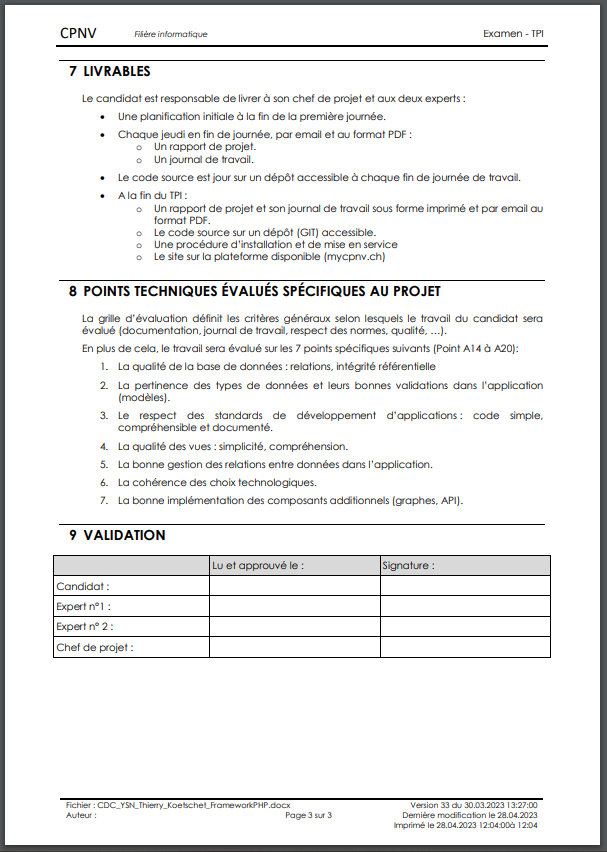 CPNV Filière informatique Examen - TPI
7 LIVRABLES
Le candidat est responsable de livrer à son chef de projet et aux deux experts :
• Une planification initiale à la fin de la première journée.
• Chaque jeudi en fin de journée, par email et au format PDF :
o Un rapport de projet.
o Un journal de travail.
• Le code source est jour sur un dépôt accessible à chaque fin de journée de travail.
• A la fin du TPI :
o Un rapport de projet et son journal de travail sous forme imprimé et par email au
format PDF.
o Le code source sur un dépôt (GIT) accessible.
o Une procédure d'installation et de mise en service
o Le site sur la plateforme disponible (mycpnv.ch)
8 POINTS TECHNIQUES ÉVALUÉS SPÉCIFIQUES AU PROJET
La grille d'évaluation définit les critères généraux selon lesquels le travail du candidat sera
évalué (documentation, journal de travail, respect des normes, qualité, …).
En plus de cela, le travail sera évalué sur les 7 points spécifiques suivants (Point A14 à A20):
1. La qualité de la base de données : relations, intégrité référentielle
2. La pertinence des types de données et leurs bonnes validations dans l'application
(modèles).
3. Le respect des standards de développement d'applications : code simple,
compréhensible et documenté.
4. La qualité des vues : simplicité, compréhension.
5. La bonne gestion des relations entre données dans l'application.
6. La cohérence des choix technologiques.
7. La bonne implémentation des composants additionnels (graphes, API).
9 VALIDATION
Lu et approuvé le : Signature :
Candidat :
Expert n°1 :
Expert n° 2 :
Chef de projet :
Fichier : CDC_YSN_Thierry_Koetschet_FrameworkPHP.docx Version 33 du 30.03.2023 13:27:00
Auteur : Page 3 sur 3 Dernière modification le 28.04.2023
Imprimé le 28.04.2023 12:04:00à 12:04